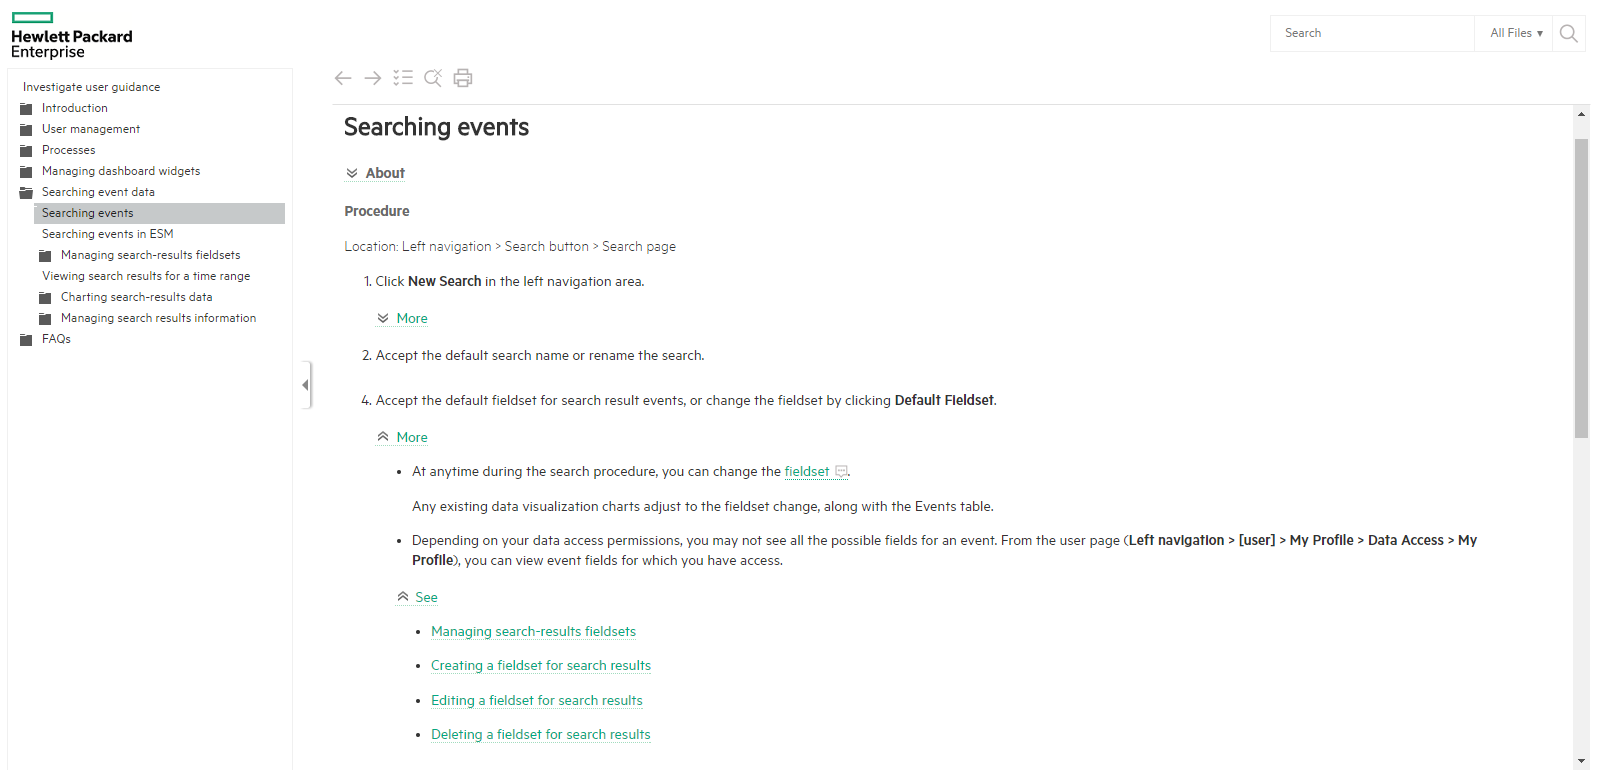 Hewlett Packard
Enterprise
Search
All Files ▾
Investigate user guidance
Introduction
User management
Processes
Managing dashboard widgets
Searching event data
Searching events
Searching events in ESM
Managing search-results fieldsets
Viewing search results for a time range
Charting search-results data
Managing search results information
FAQs
Searching events
About
Procedure
Location: Left navigation > Search button > Search page
1. Click New Search in the left navigation area.
More
2. Accept the default search name or rename the search.
4. Accept the default fieldset for search result events, or change the fieldset by clicking Default Fieldset.
More
• At anytime during the search procedure, you can change the fieldset.
Any existing data visualization charts adjust to the fieldset change, along with the Events table.
• Depending on your data access permissions, you may not see all the possible fields for an event. From the user page (Left navigation > [user] > My Profile > Data Access > My
Profile), you can view event fields for which you have access.
See
• Managing search-results fieldsets
• Creating a fieldset for search results
• Editing a fieldset for search results
• Deleting a fieldset for search results